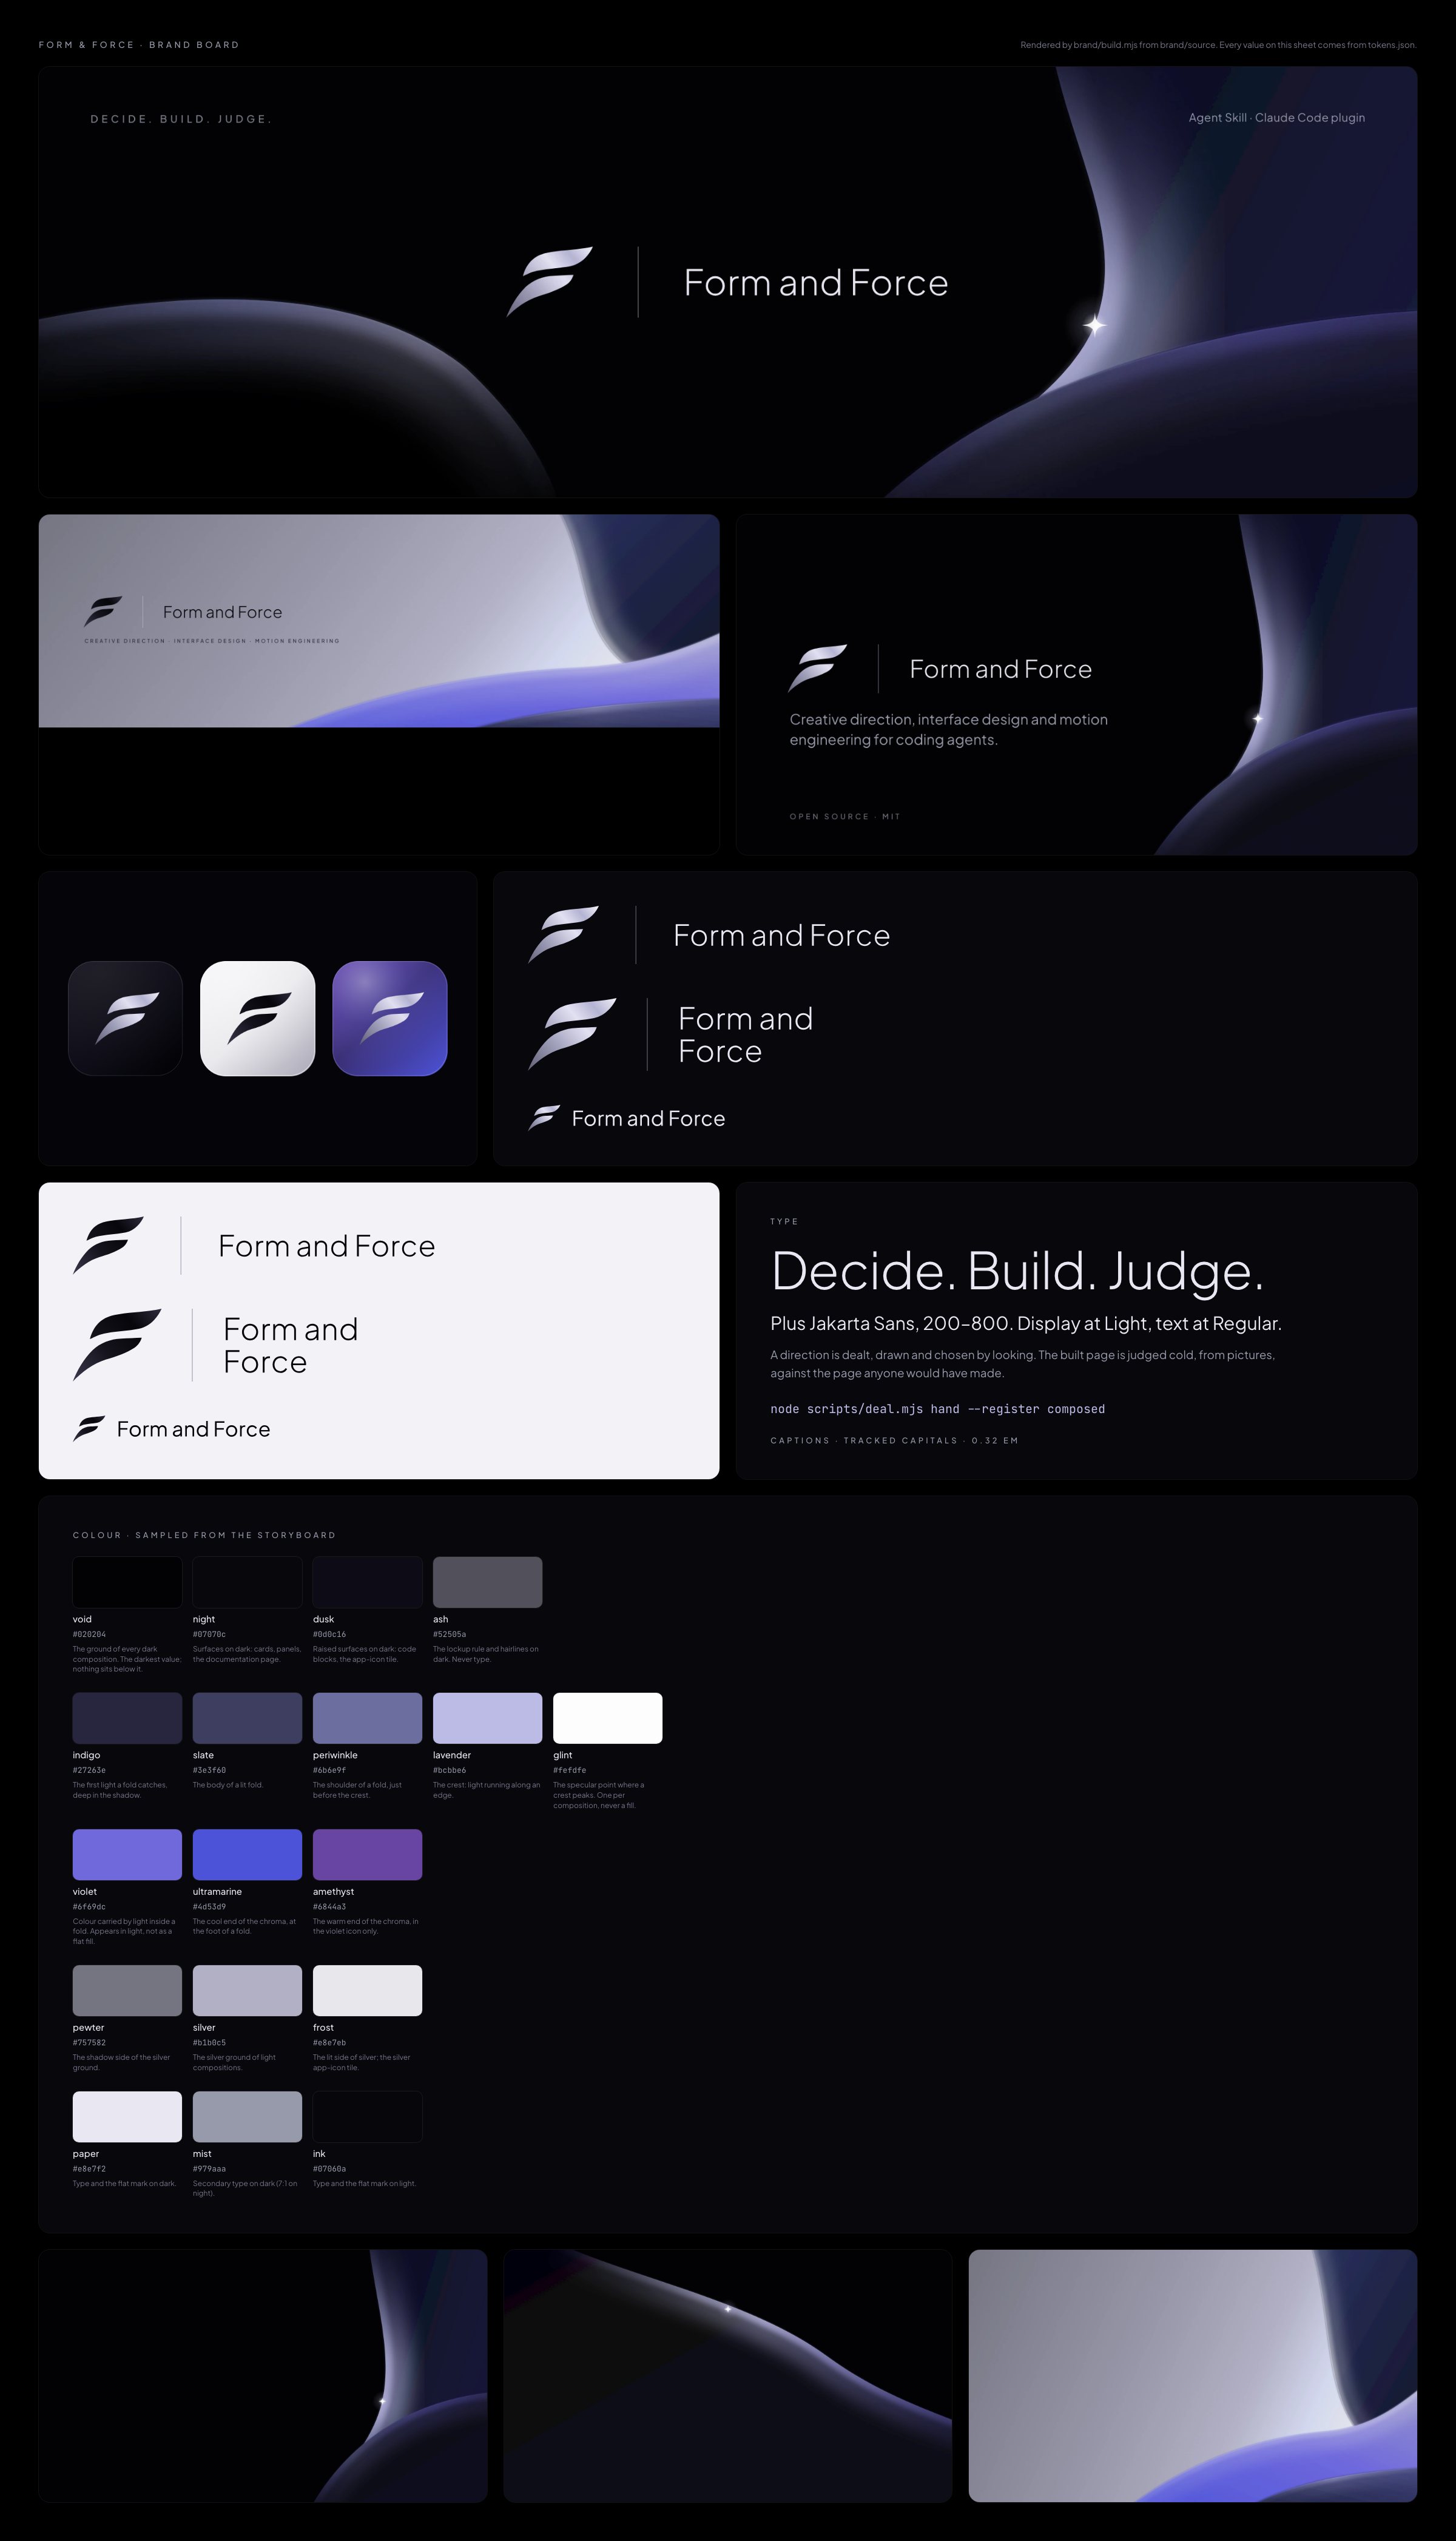 FORM & FORCE · BRAND BOARD
Rendered by brand/build.mjs from brand/source. Every value on this sheet comes from tokens.json.
DECIDE. BUILD. JUDGE.
Agent Skill · Claude Code plugin
Form and Force
Form and Force
CREATIVE DIRECTION · INTERFACE DESIGN · MOTION ENGINEERING
Form and Force
Creative direction, interface design and motion
engineering for coding agents.
OPEN SOURCE · MIT
Form and Force
Form and
Force
Form and Force
Form and Force
Form and
Force
Form and Force
TYPE
Decide. Build. Judge.
Plus Jakarta Sans, 200–800. Display at Light, text at Regular.
A direction is dealt, drawn and chosen by looking. The built page is judged cold, from pictures,
against the page anyone would have made.
node scripts/deal.mjs hand --register composed
CAPTIONS · TRACKED CAPITALS · 0.32 EM
COLOUR · SAMPLED FROM THE STORYBOARD
void
#020204
The ground of every dark
composition. The darkest value;
nothing sits below it.
night
#07070c
Surfaces on dark: cards, panels,
the documentation page.
dusk
#0d0c16
Raised surfaces on dark: code
blocks, the app-icon tile.
ash
#52505a
The lockup rule and hairlines on
dark. Never type.
indigo
#27263e
The first light a fold catches,
deep in the shadow.
slate
#3e3f60
The body of a lit fold.
periwinkle
#6b6e9f
The shoulder of a fold, just
before the crest.
lavender
#bcbbe6
The crest: light running along an
edge.
glint
#fefdfe
The specular point where a
crest peaks. One per
composition, never a fill.
violet
#6f69dc
Colour carried by light inside a
fold. Appears in light, not as a
flat fill.
ultramarine
#4d53d9
The cool end of the chroma, at
the foot of a fold.
amethyst
#6844a3
The warm end of the chroma, in
the violet icon only.
pewter
#757582
The shadow side of the silver
ground.
silver
#b1b0c5
The silver ground of light
compositions.
frost
#e8e7eb
The lit side of silver; the silver
app-icon tile.
paper
#e8e7f2
Type and the flat mark on dark.
mist
#979aaa
Secondary type on dark (7:1 on
night).
ink
#07060a
Type and the flat mark on light.